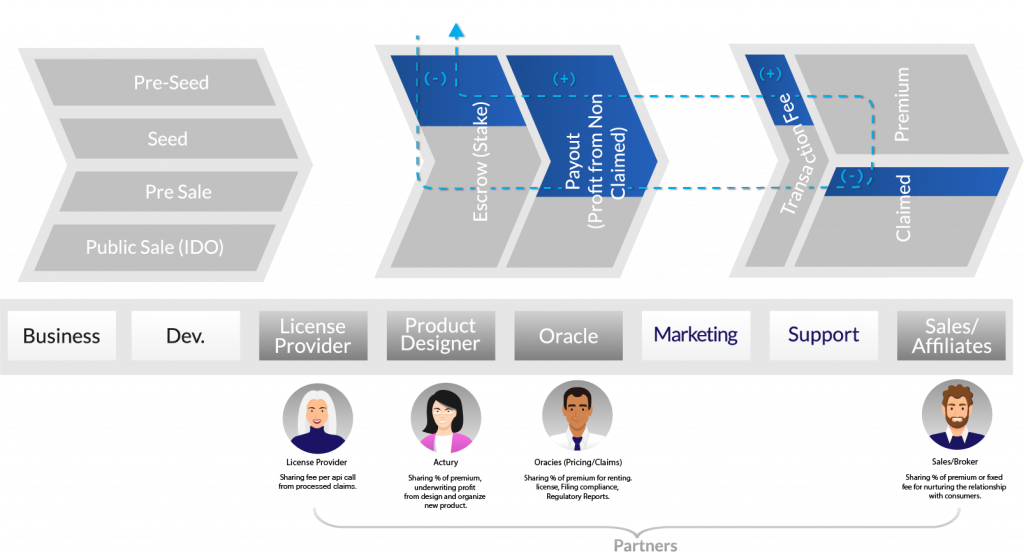 Pre-Seed
Seed
Pre Sale
Public Sale (IDO)
(-)
Escrow (Stake)
(+)
Payout
(Profit from Non
Claimed)
(+)
Transaction Fee
Premium
(-)
Claimed
Business
Dev.
License
Provider
Product
Designer
Oracle
Marketing
Support
Sales/
Affiliates
License Provider
Sharing fee per api call
from processed claims.
Actury
Sharing % of premium,
underwriting profit
from design and organize
new product.
Oracies (Pricing/Claims)
Sharing % of premium for renting.
license, Filing compliance,
Regulatory Reports.
Sales/Broker
Sharing % of premium or fixed
fee for nurturing the relationship
with consumers.
Partners